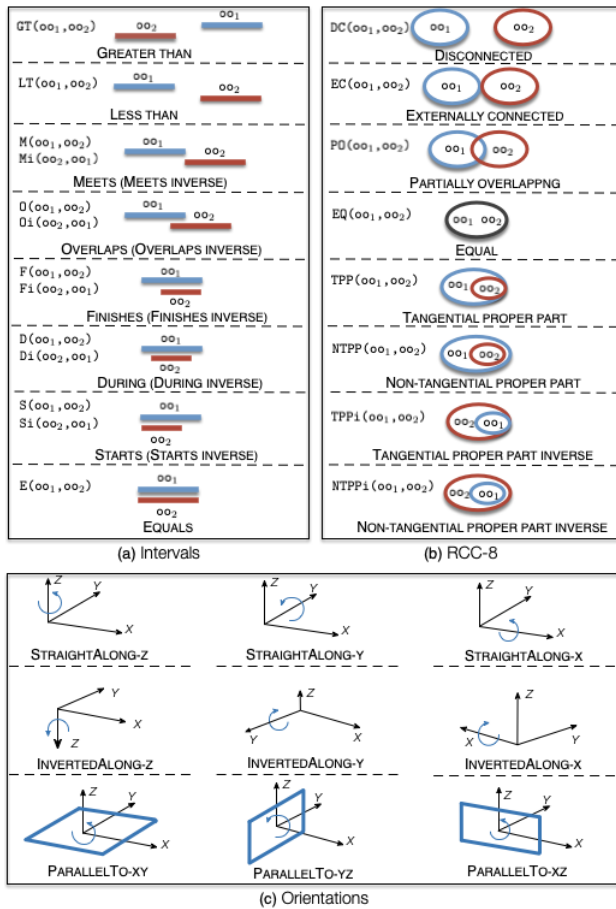 GT(oo₁,oo₂)
oo₁
oo₂
GREATER THAN
LT(oo₁,oo₂)
oo₁
oo₂
LESS THAN
M(oo₁,oo₂)
Mi(oo₂,oo₁)
oo₁
oo₂
MEETS (MEETS INVERSE)
O(oo₁,oo₂)
Oi(oo₂,oo₁)
oo₁
oo₂
OVERLAPS (OVERLAPS INVERSE)
F(oo₁,oo₂)
Fi(oo₂,oo₁)
oo₁
oo₂
FINISHES (FINISHES INVERSE)
D(oo₁,oo₂)
Di(oo₂,oo₁)
oo₁
oo₂
DURING (DURING INVERSE)
S(oo₁,oo₂)
Si(oo₂,oo₁)
oo₁
oo₂
STARTS (STARTS INVERSE)
E(oo₁,oo₂)
oo₁
oo₂
EQUALS
(a) Intervals
DC(oo₁,oo₂)
oo₁
oo₂
DISCONNECTED
EC(oo₁,oo₂)
oo₁
oo₂
EXTERNALLY CONNECTED
PO(oo₁,oo₂)
oo₁
oo₂
PARTIALLY OVERLAPPNG
EQ(oo₁,oo₂)
oo₁ oo₂
EQUAL
TPP(oo₁,oo₂)
oo₁
oo₂
TANGENTIAL PROPER PART
NTPP(oo₁,oo₂)
oo₁
oo₂
NON-TANGENTIAL PROPER PART
TPPi(oo₁,oo₂)
oo₂
oo₁
TANGENTIAL PROPER PART INVERSE
NTPPi(oo₁,oo₂)
oo₂
oo₁
NON-TANGENTIAL PROPER PART INVERSE
(b) RCC-8
Z
Y
X
STRAIGHTALONG-Z
Z
Y
X
STRAIGHTALONG-Y
Z
Y
X
STRAIGHTALONG-X
Y
X
Z
INVERTEDALONG-Z
Z
Y
X
INVERTEDALONG-Y
Z
X
Y
INVERTEDALONG-X
Z
Y
X
PARALLELTO-XY
Z
Y
X
PARALLELTO-YZ
Z
Y
X
PARALLELTO-XZ
(c) Orientations